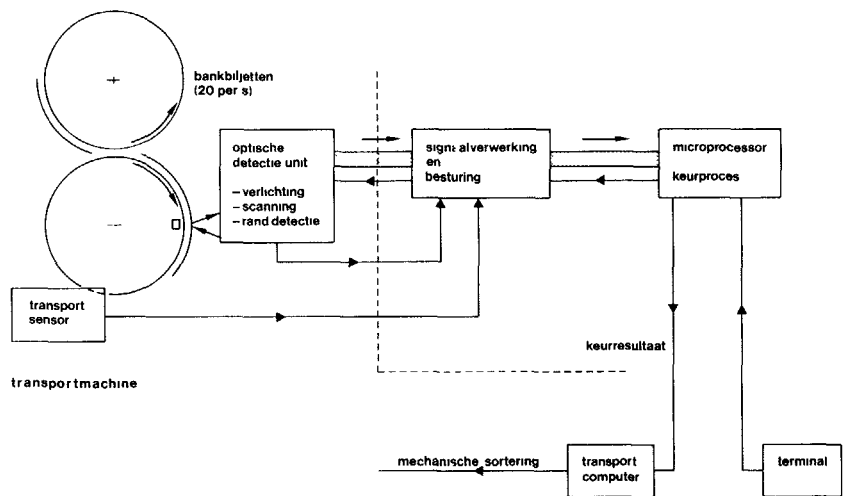 bankbiljetten
(20 per s)
optische
detectie unit
– verlichting
– scanning
– rand detectie
signaalverwerking
en
besturing
microprocessor
keurproces
transport
sensor
keurresultaat
transportmachine
mechanische sortering
transport
computer
terminal